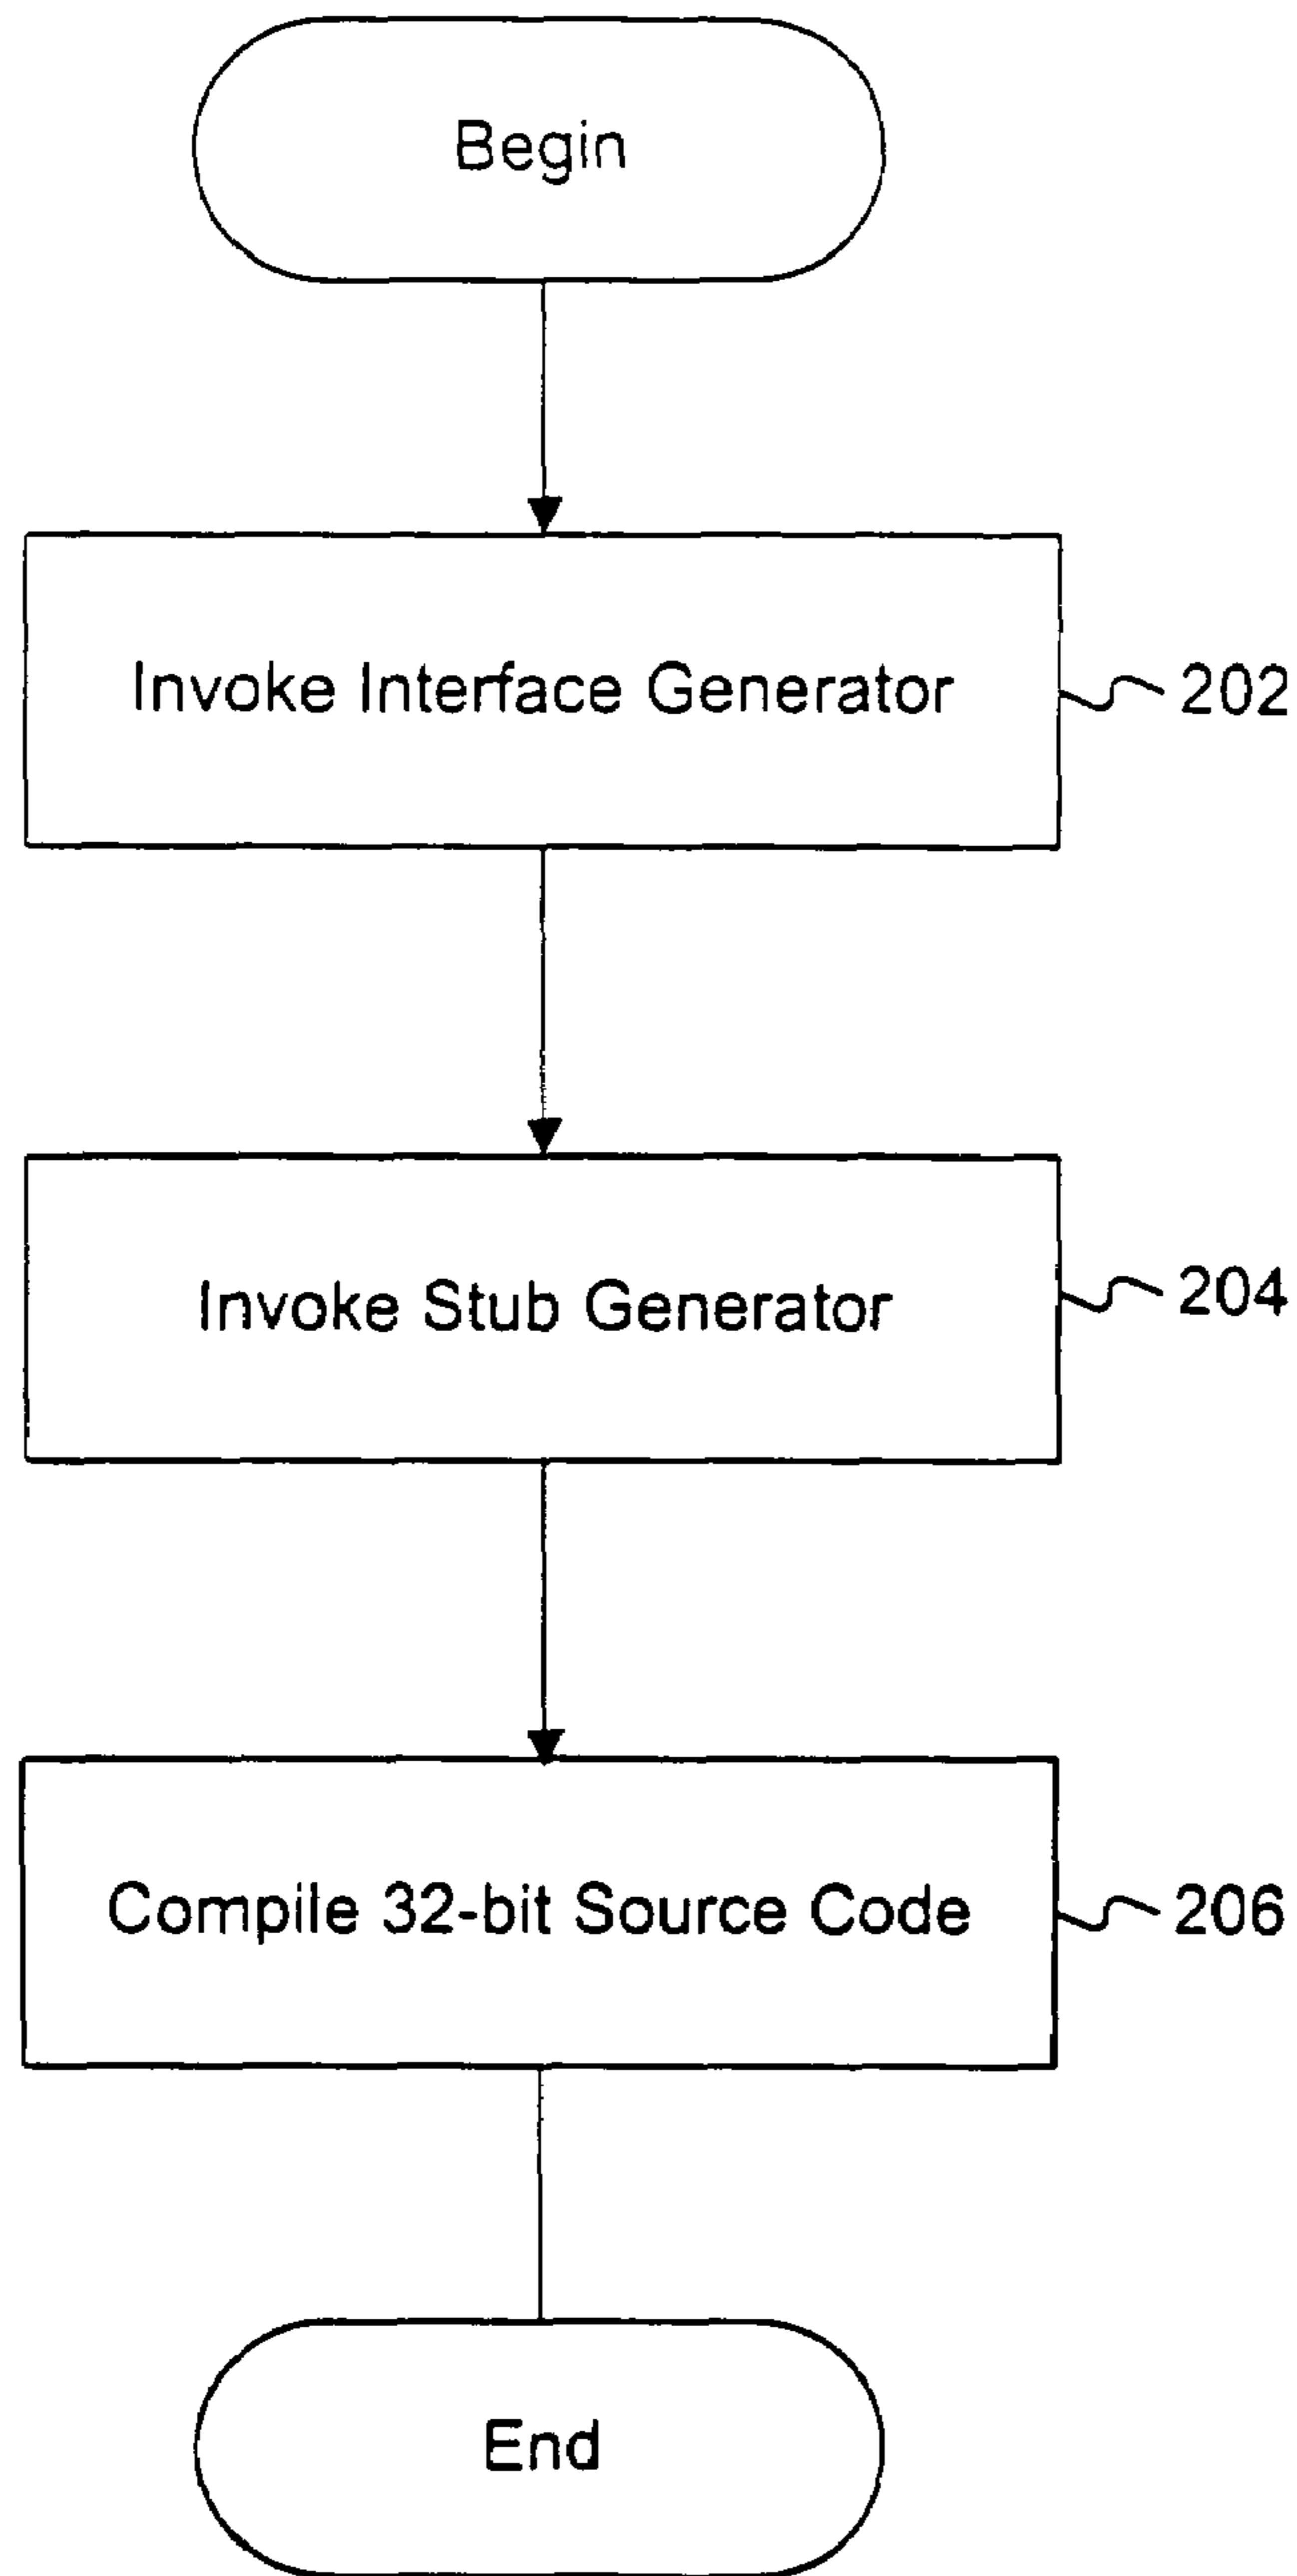 Begin
Invoke Interface Generator
202
Invoke Stub Generator
204
Compile 32-bit Source Code
206
End